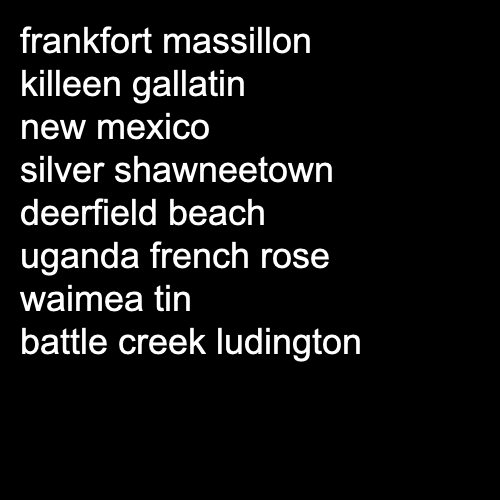 frankfort massillon
killeen gallatin
new mexico
silver shawneetown
deerfield beach
uganda french rose
waimea tin
battle creek ludington